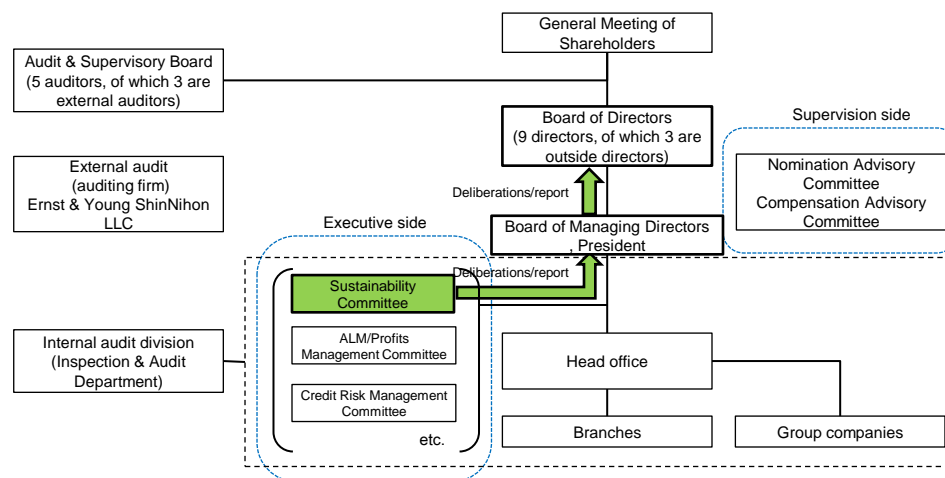 General Meeting of
Shareholders
Audit & Supervisory Board
(5 auditors, of which 3 are
external auditors)
Board of Directors
(9 directors, of which 3 are
outside directors)
Supervision side
Nomination Advisory
Committee
Compensation Advisory
Committee
External audit
(auditing firm)
Ernst & Young ShinNihon
LLC
Deliberations/report
Executive side
Board of Managing Directors
, President
Deliberations/report
Sustainability
Committee
ALM/Profits
Management Committee
Internal audit division
(Inspection & Audit
Department)
Head office
Credit Risk Management
Committee
etc.
Branches
Group companies